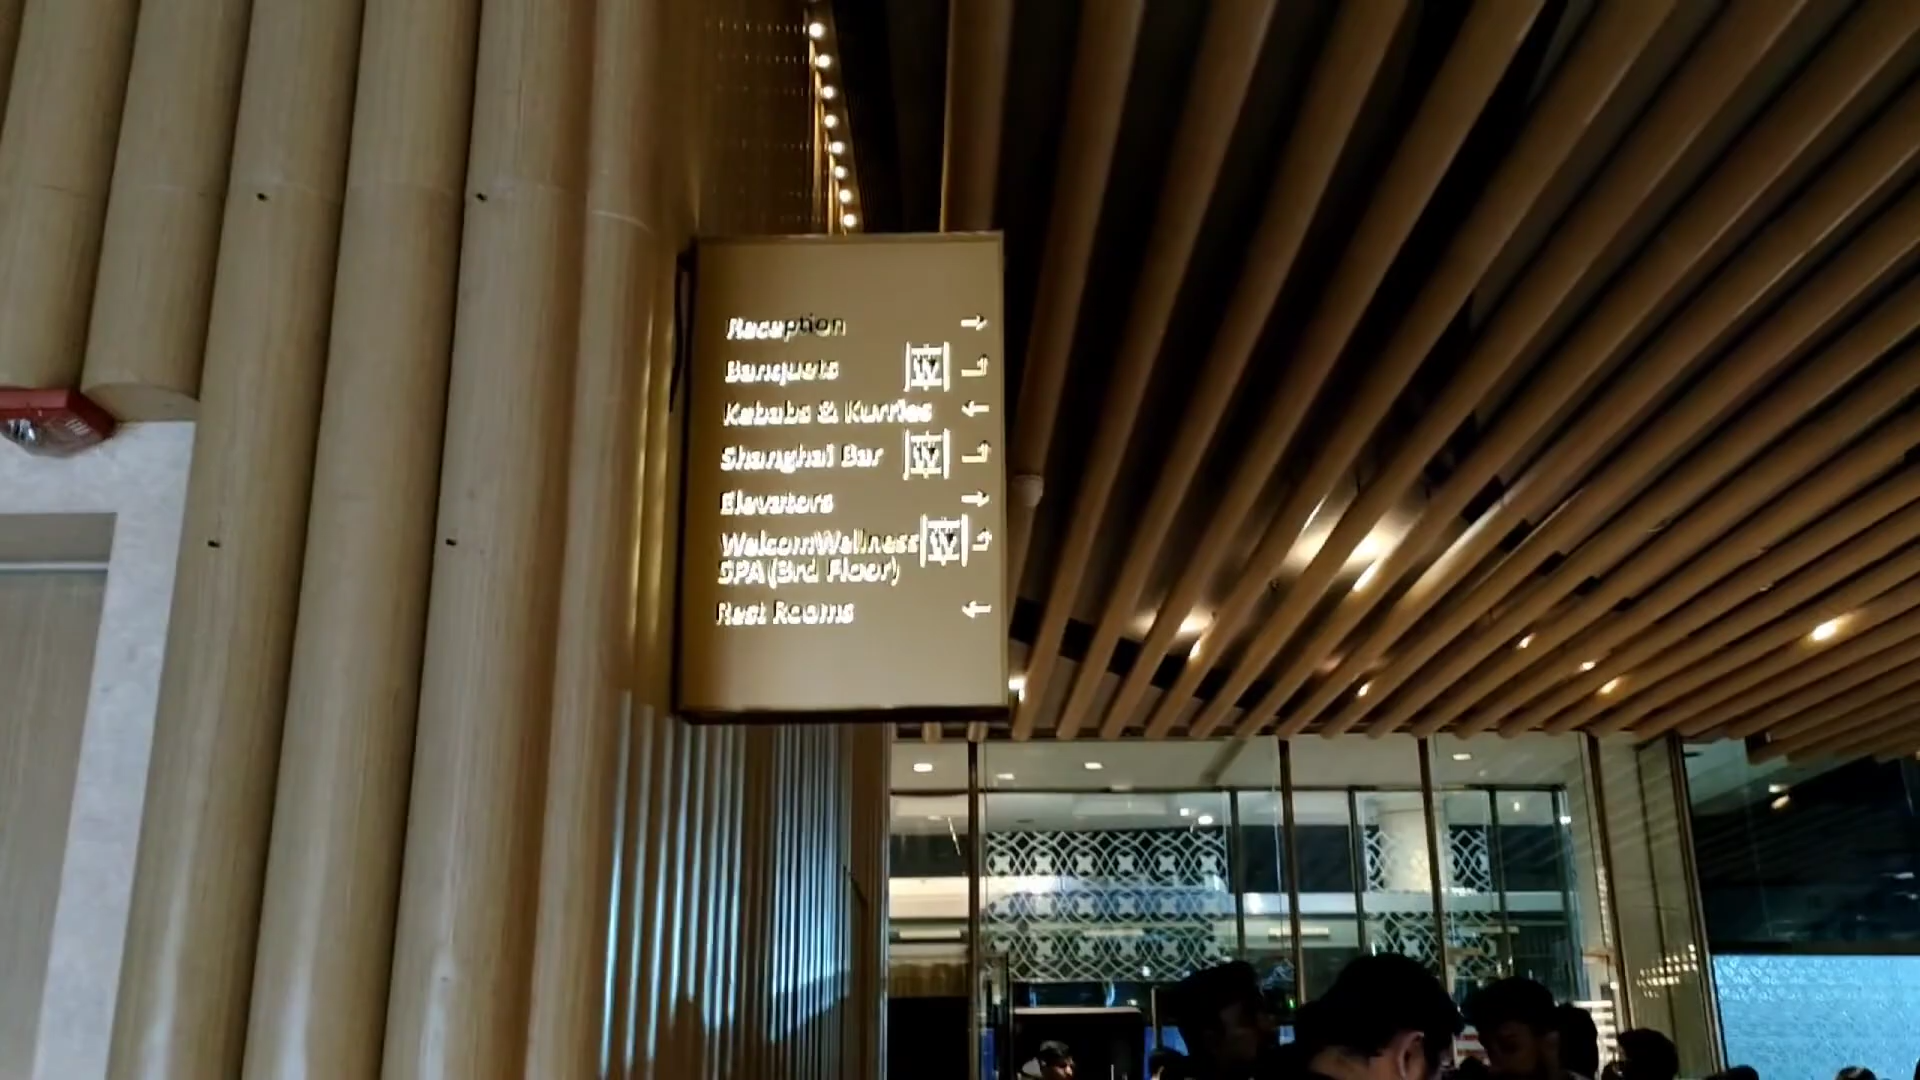 Reception →
Banquets
Kebabs & Kurries ←
Shanghai Bar
Elevators →
WelcomWellness
SPA (3rd Floor)
Rest Rooms ←